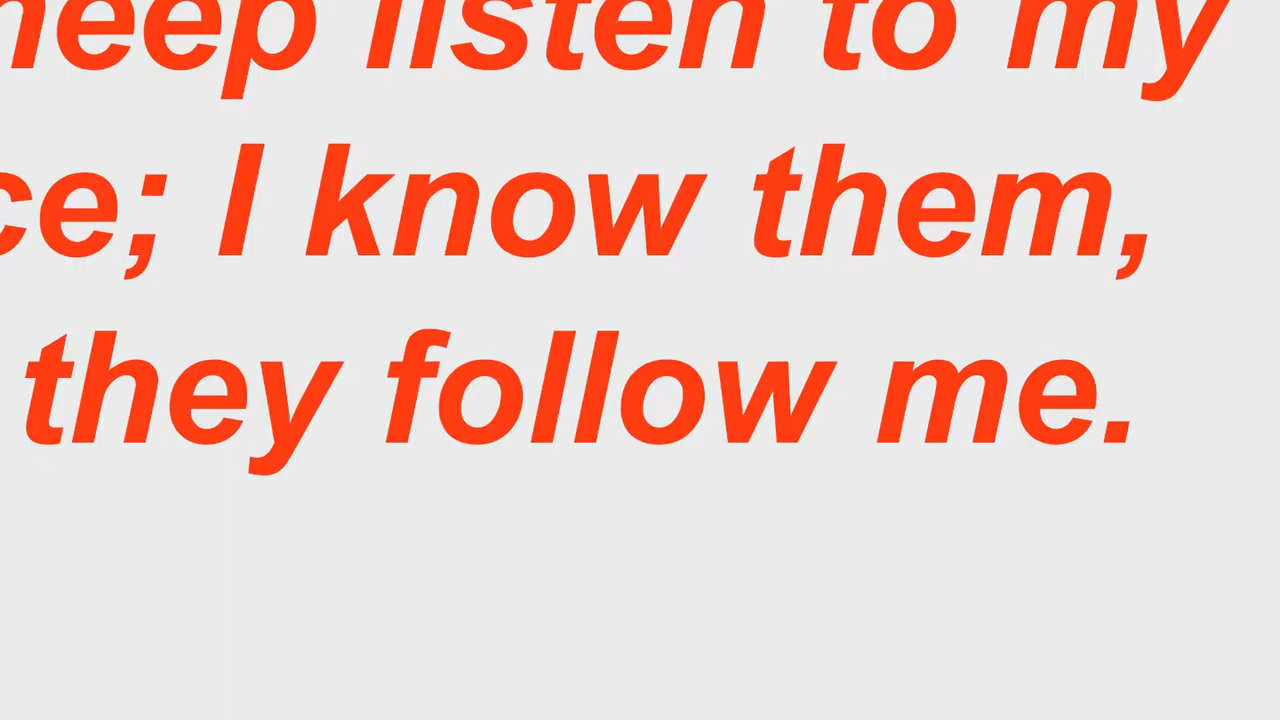 heep listen to my
ce; I know them,
they follow me.